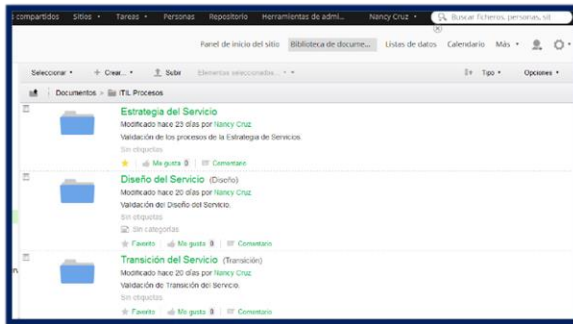 s compartidos Sitios Tareas Personas Repositorio Herramientas de admi... Nancy Cruz Buscar ficheros, personas, sit
Panel de inicio del sitio Biblioteca de docume... Listas de datos Calendario Más
Seleccionar + Crear... Subir Elementos seleccionados... Tipo Opciones
Documentos > ITIL Procesos
Estrategia del Servicio
Modificado hace 23 días por Nancy Cruz
Validación de los procesos de la Estrategia de Servicios.
Sin etiquetas
Me gusta 0 Comentario
Diseño del Servicio (Diseño)
Modificado hace 20 días por Nancy Cruz
Validación del Diseño del Servicio.
Sin etiquetas
Sin categorías
Favorito Me gusta 0 Comentario
Transición del Servicio (Transición)
Modificado hace 20 días por Nancy Cruz
Validación de Transición del Servicio.
Sin etiquetas
Favorito Me gusta 0 Comentario